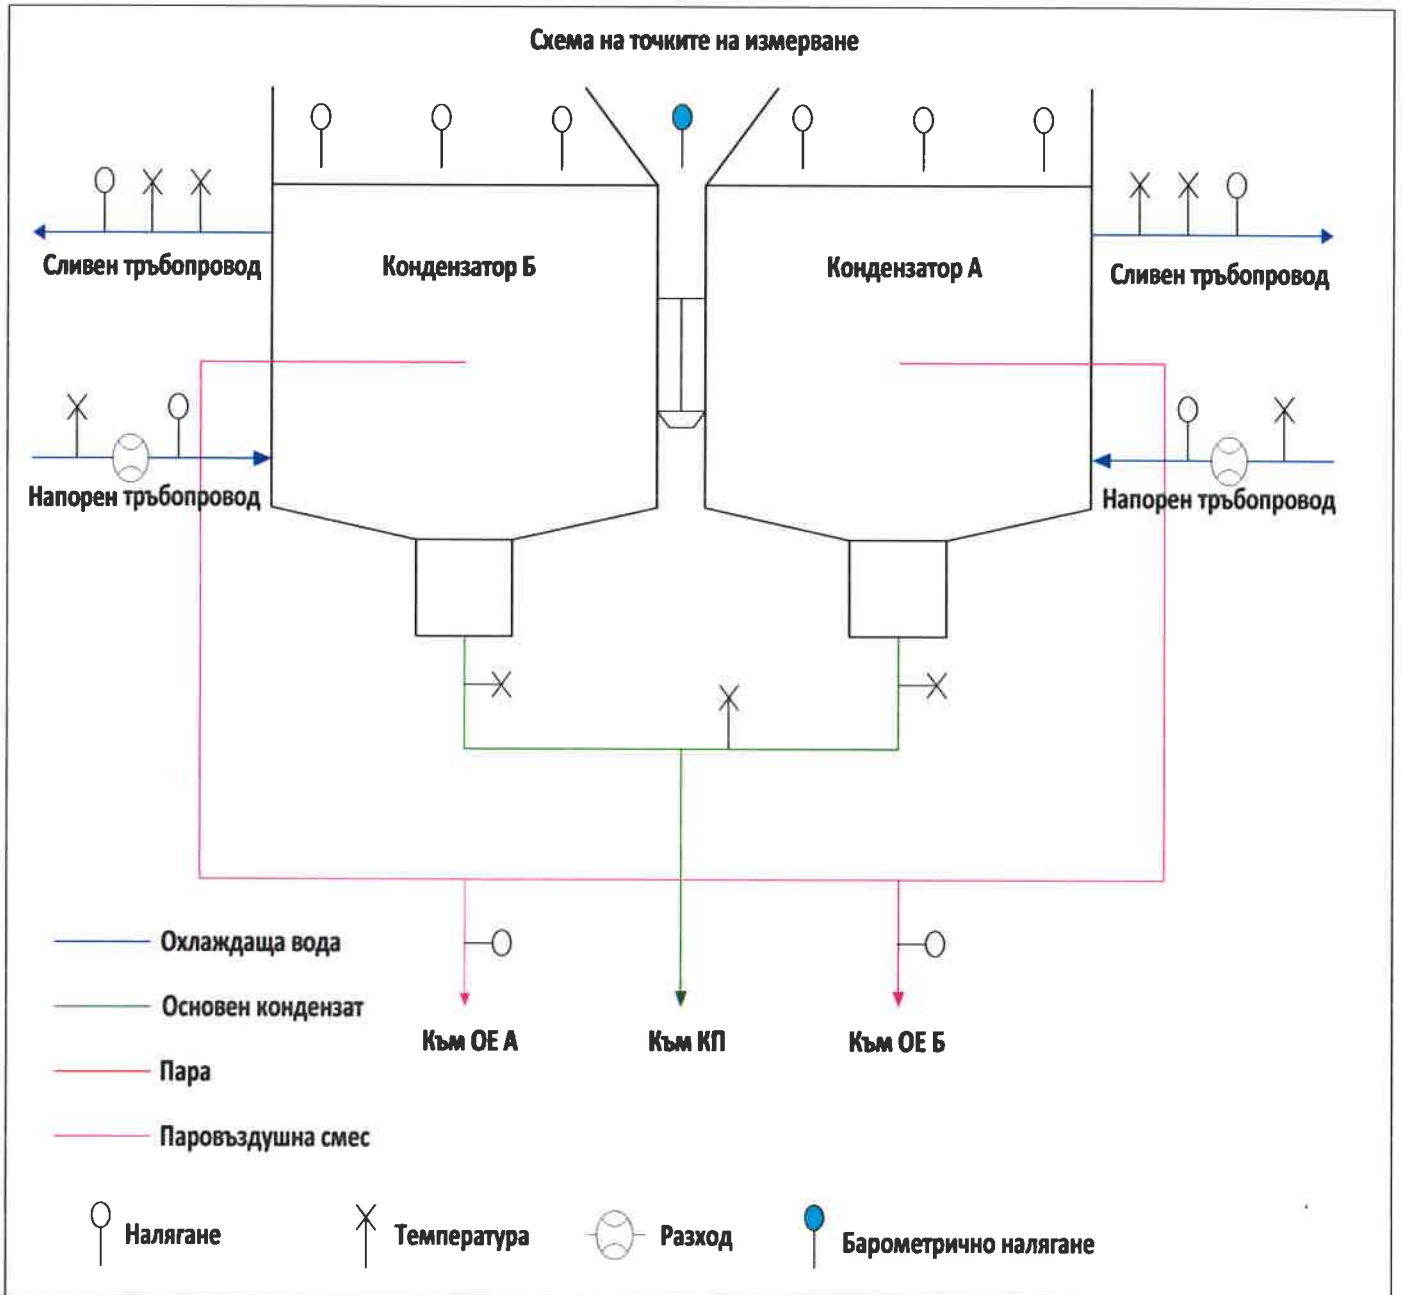 Схема на точките на измерване
Сливен тръбопровод
Кондензатор Б
Кондензатор А
Сливен тръбопровод
Напорен тръбопровод
Напорен тръбопровод
Охлаждаща вода
Основен кондензат
Към ОЕ А
Към КП
Към ОЕ Б
Пара
Паровъздушна смес
Налягане
Температура
Разход
Барометрично налягане